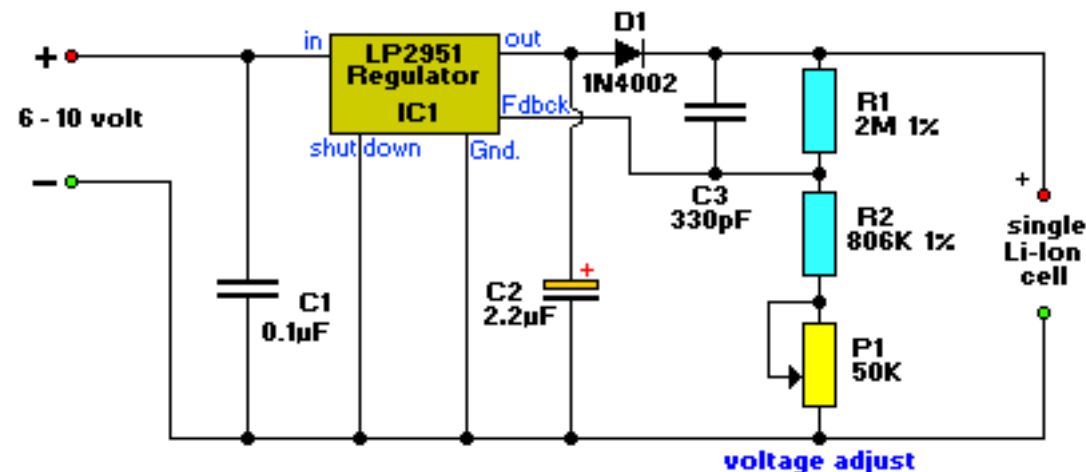 +
6 - 10 volt
−
in
LP2951
Regulator
IC1
out
Fdbck
shut down
Gnd.
D1
1N4002
C1
0.1µF
C2
2.2µF
+
C3
330pF
R1
2M 1%
R2
806K 1%
P1
50K
+
single
Li-Ion
cell
voltage adjust